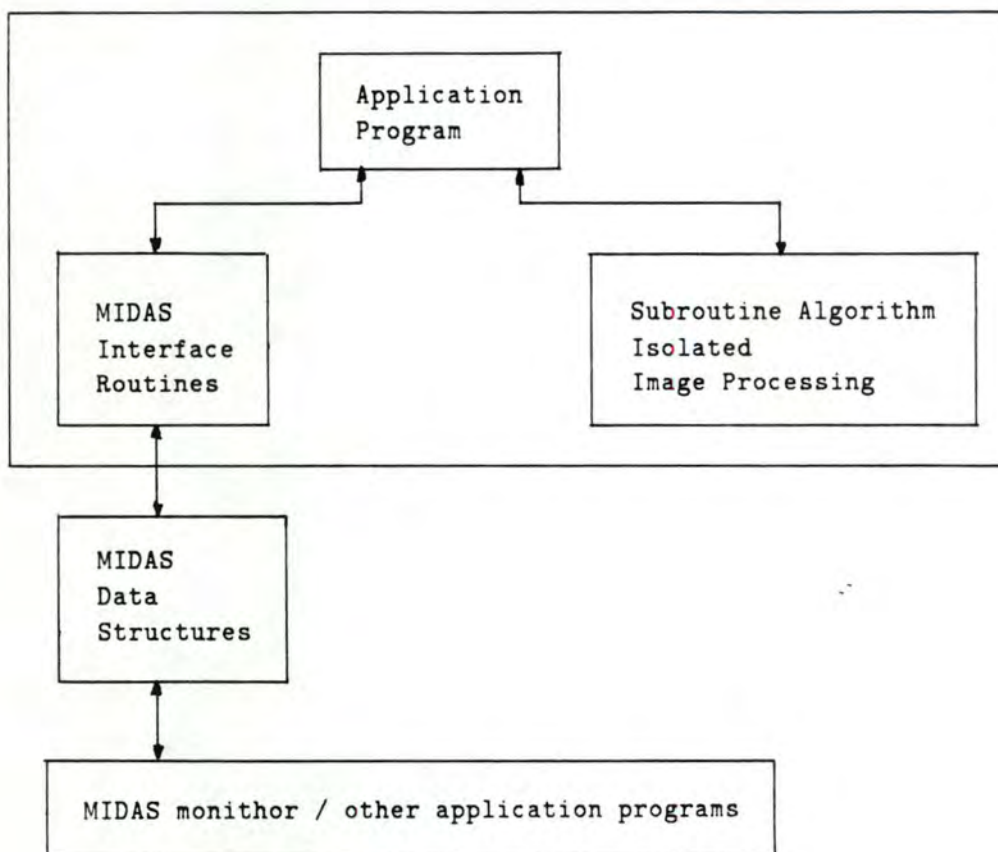 Application
Program
MIDAS
Interface
Routines
Subroutine Algorithm
Isolated
Image Processing
MIDAS
Data
Structures
MIDAS monithor / other application programs